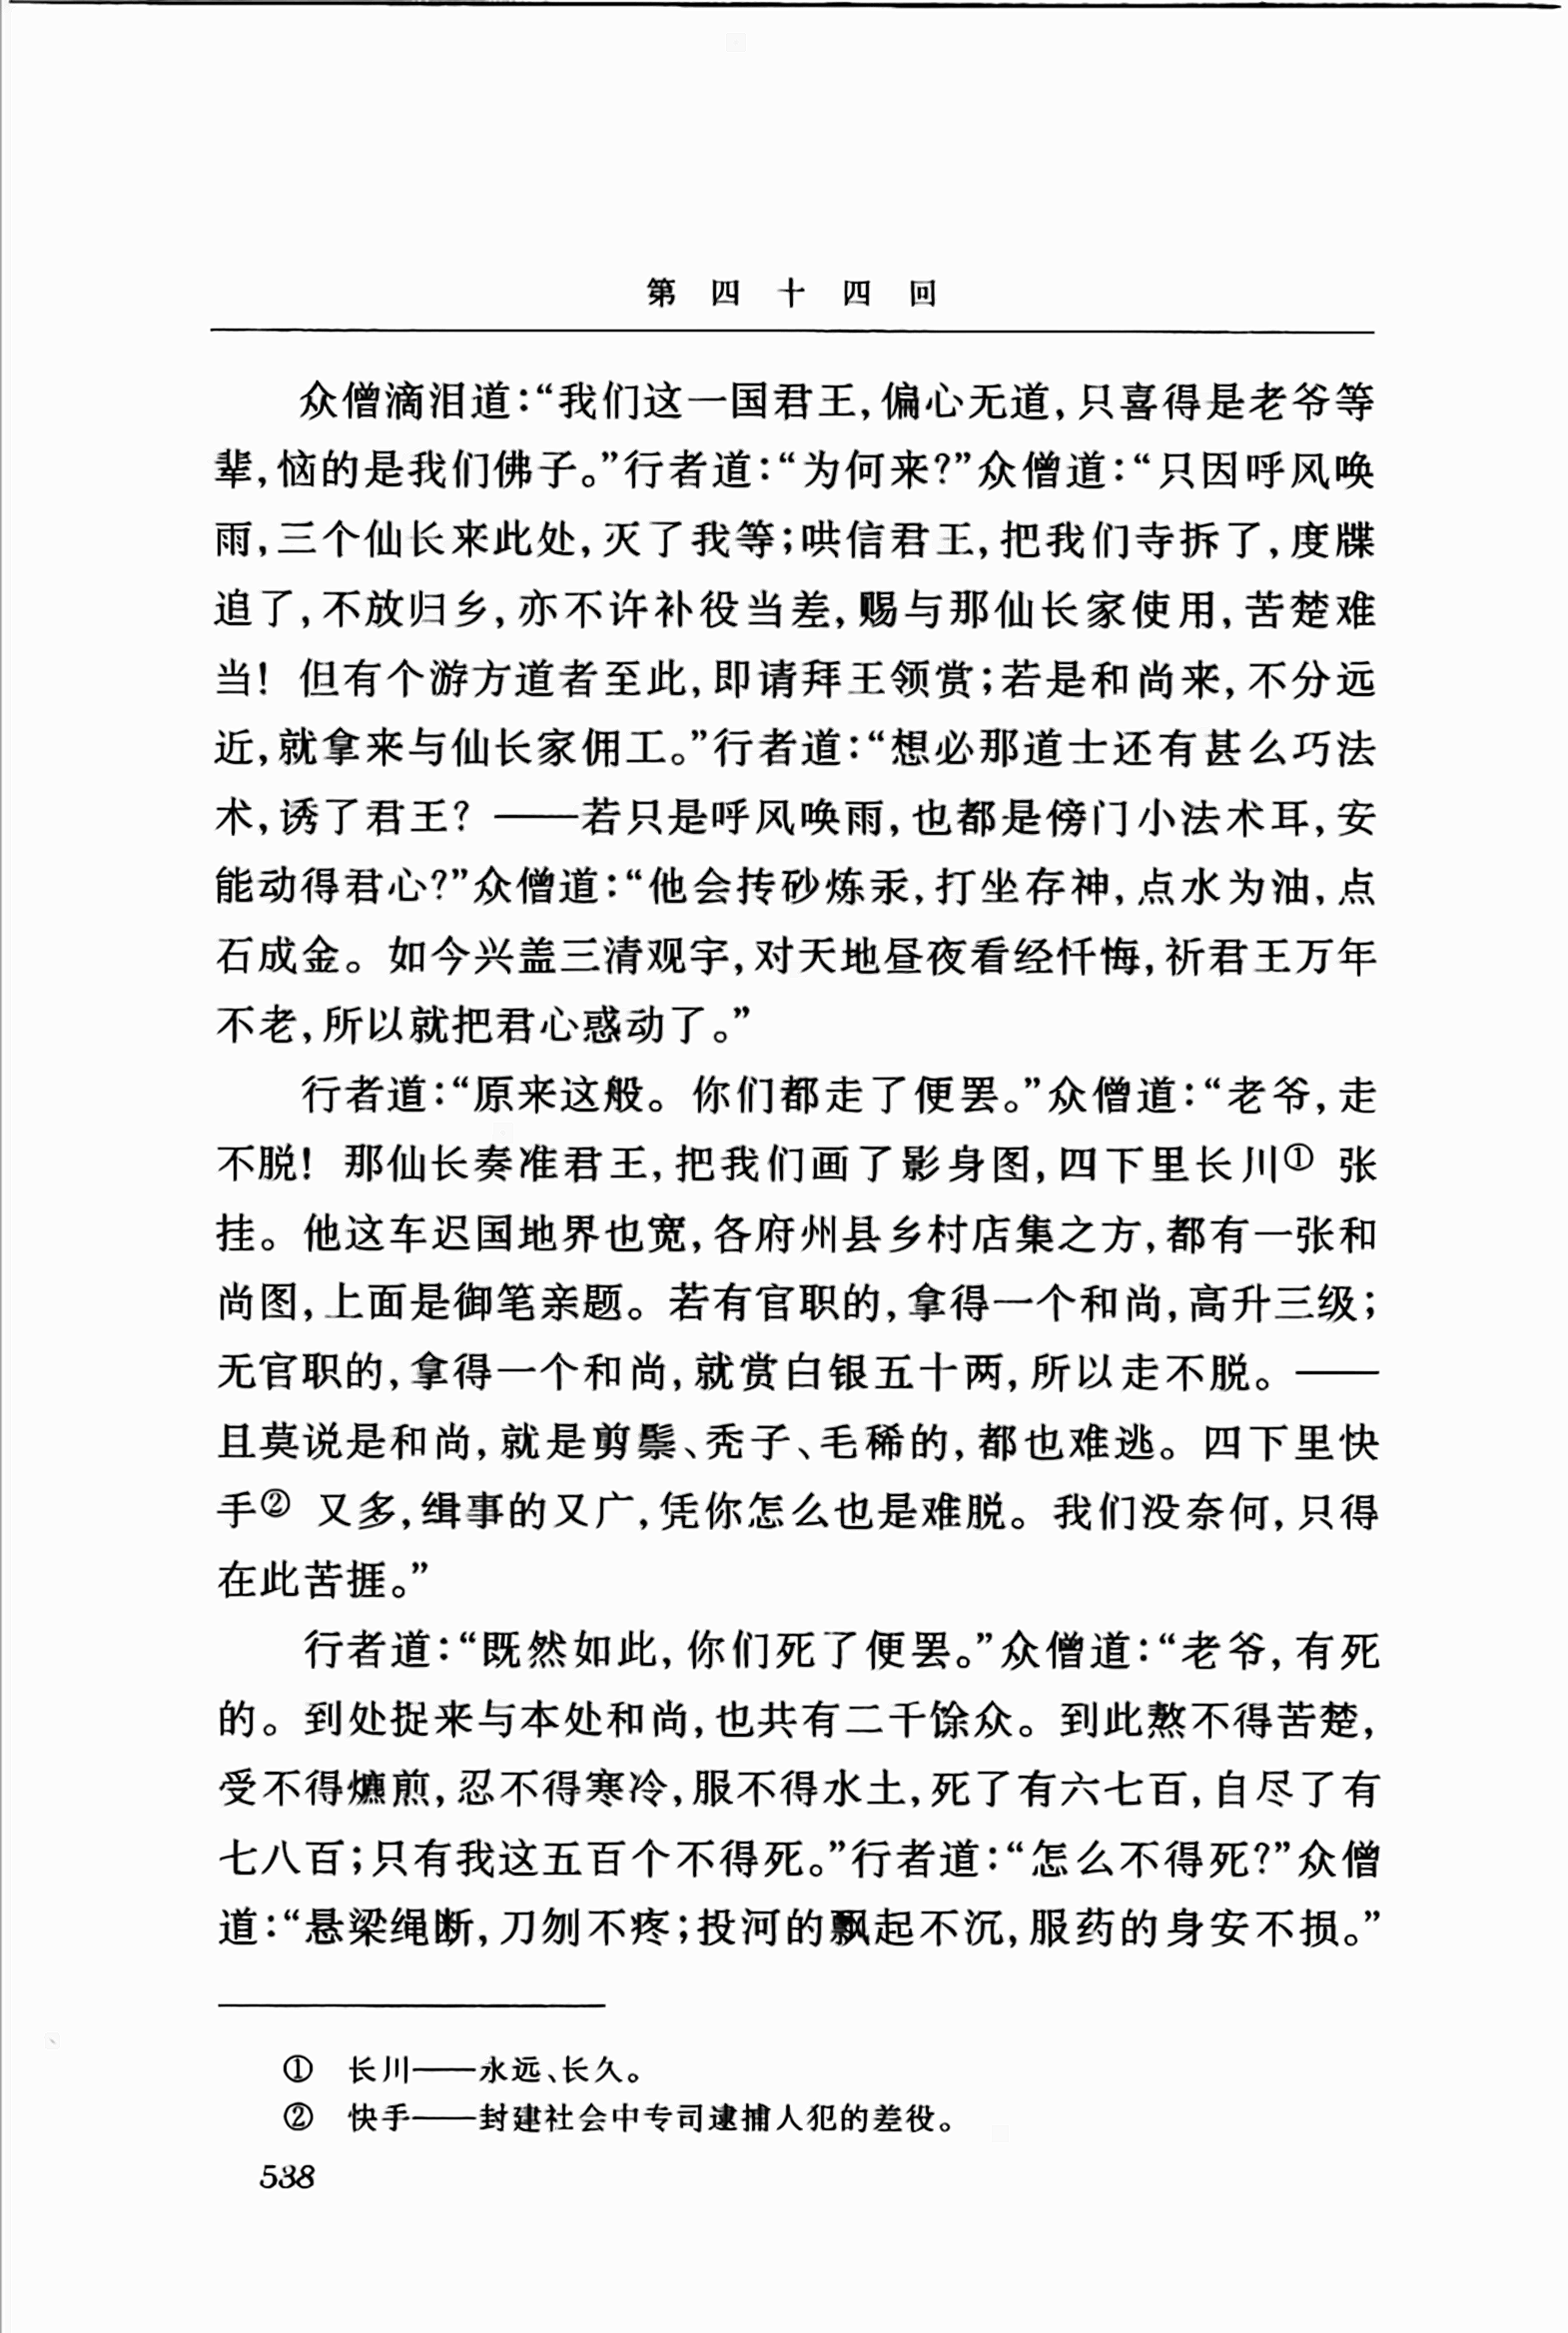 第四十四回
众僧滴泪道：“我们这一国君王，偏心无道，只喜得是老爷等
辈，恼的是我们佛子。”行者道：“为何来？”众僧道：“只因呼风唤
雨，三个仙长来此处，灭了我等；哄信君王，把我们寺拆了，度牒
追了，不放归乡，亦不许补役当差，赐与那仙长家使用，苦楚难
当！但有个游方道者至此，即请拜王领赏；若是和尚来，不分远
近，就拿来与仙长家佣工。”行者道：“想必那道士还有甚么巧法
术，诱了君王？——若只是呼风唤雨，也都是傍门小法术耳，安
能动得君心？”众僧道：“他会抟砂炼汞，打坐存神，点水为油，点
石成金。如今兴盖三清观宇，对天地昼夜看经忏悔，祈君王万年
不老，所以就把君心惑动了。”
行者道：“原来这般。你们都走了便罢。”众僧道：“老爷，走
不脱！那仙长奏准君王，把我们画了影身图，四下里长川① 张
挂。他这车迟国地界也宽，各府州县乡村店集之方，都有一张和
尚图，上面是御笔亲题。若有官职的，拿得一个和尚，高升三级；
无官职的，拿得一个和尚，就赏白银五十两，所以走不脱。——
且莫说是和尚，就是剪鬃、秃子、毛稀的，都也难逃。四下里快
手② 又多，缉事的又广，凭你怎么也是难脱。我们没奈何，只得
在此苦捱。”
行者道：“既然如此，你们死了便罢。”众僧道：“老爷，有死
的。到处捉来与本处和尚，也共有二千馀众。到此熬不得苦楚，
受不得爊煎，忍不得寒冷，服不得水土，死了有六七百，自尽了有
七八百；只有我这五百个不得死。”行者道：“怎么不得死？”众僧
道：“悬梁绳断，刀刎不疼；投河的飘起不沉，服药的身安不损。”
① 长川——永远、长久。
② 快手——封建社会中专司逮捕人犯的差役。
538